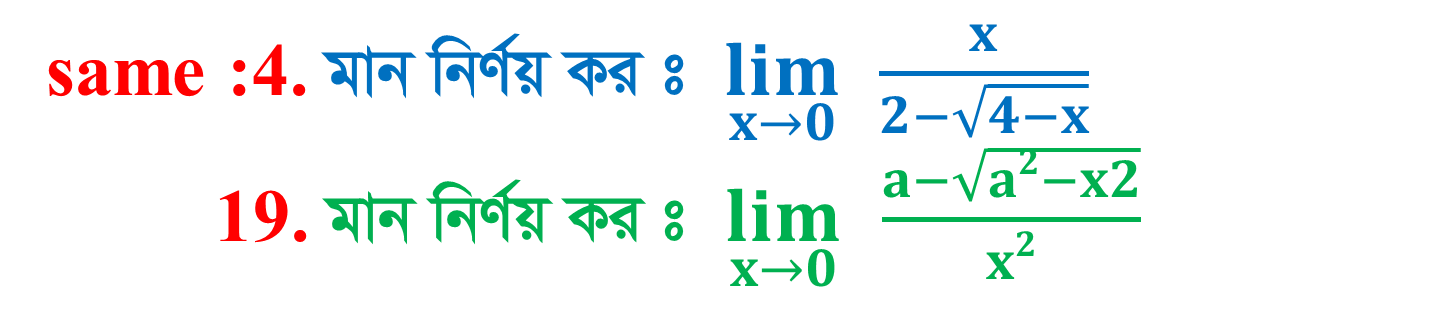 same :4. মান নির্ণয় কর ঃ lim x→0 x / 2−√4−x
19. মান নির্ণয় কর ঃ lim x→0 a−√a²−x2 / x²